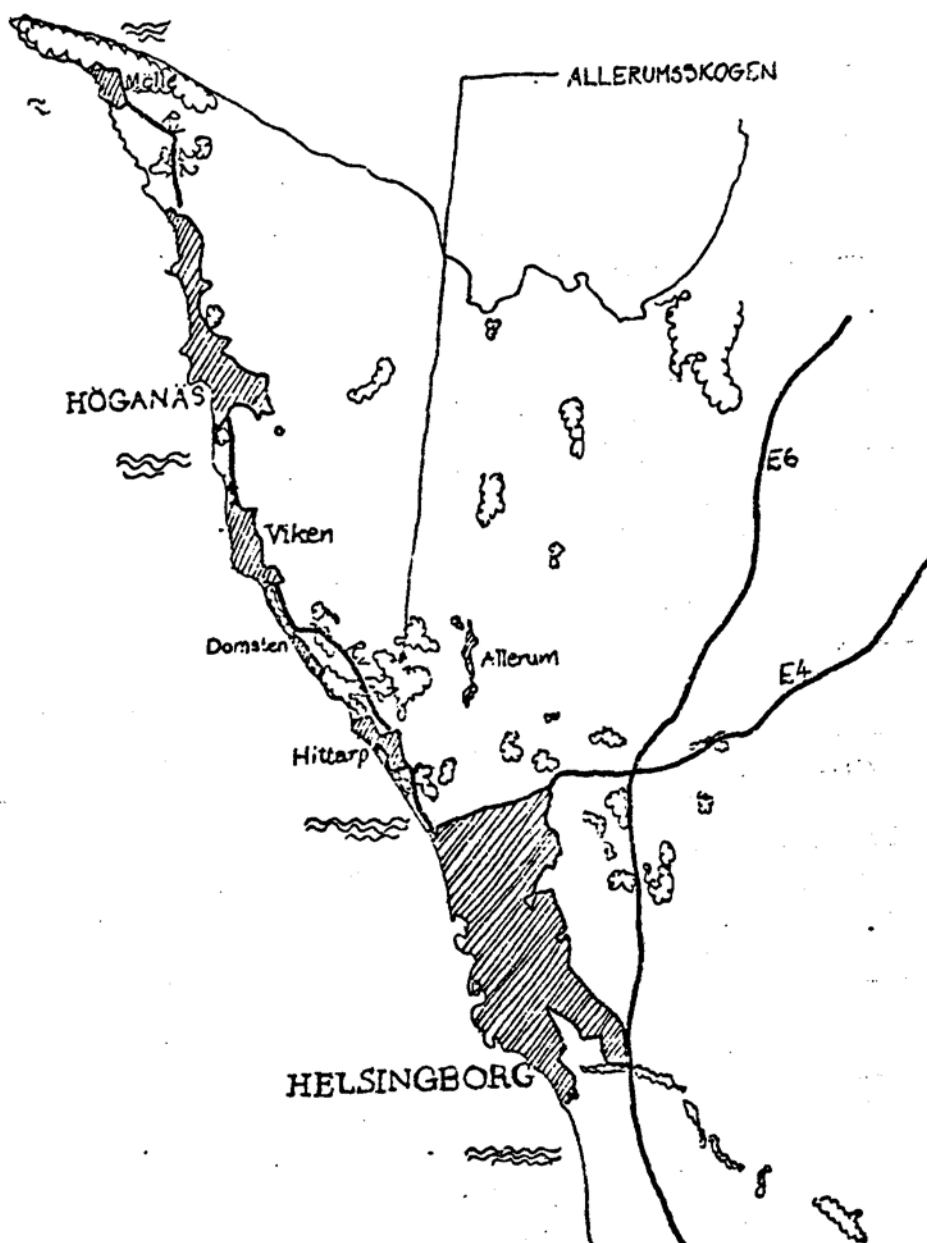 Mölle
ALLERUMSSKOGEN
HÖGANÄS
E6
Viken
Domsten
Allerum
E4
Hittarp
HELSINGBORG